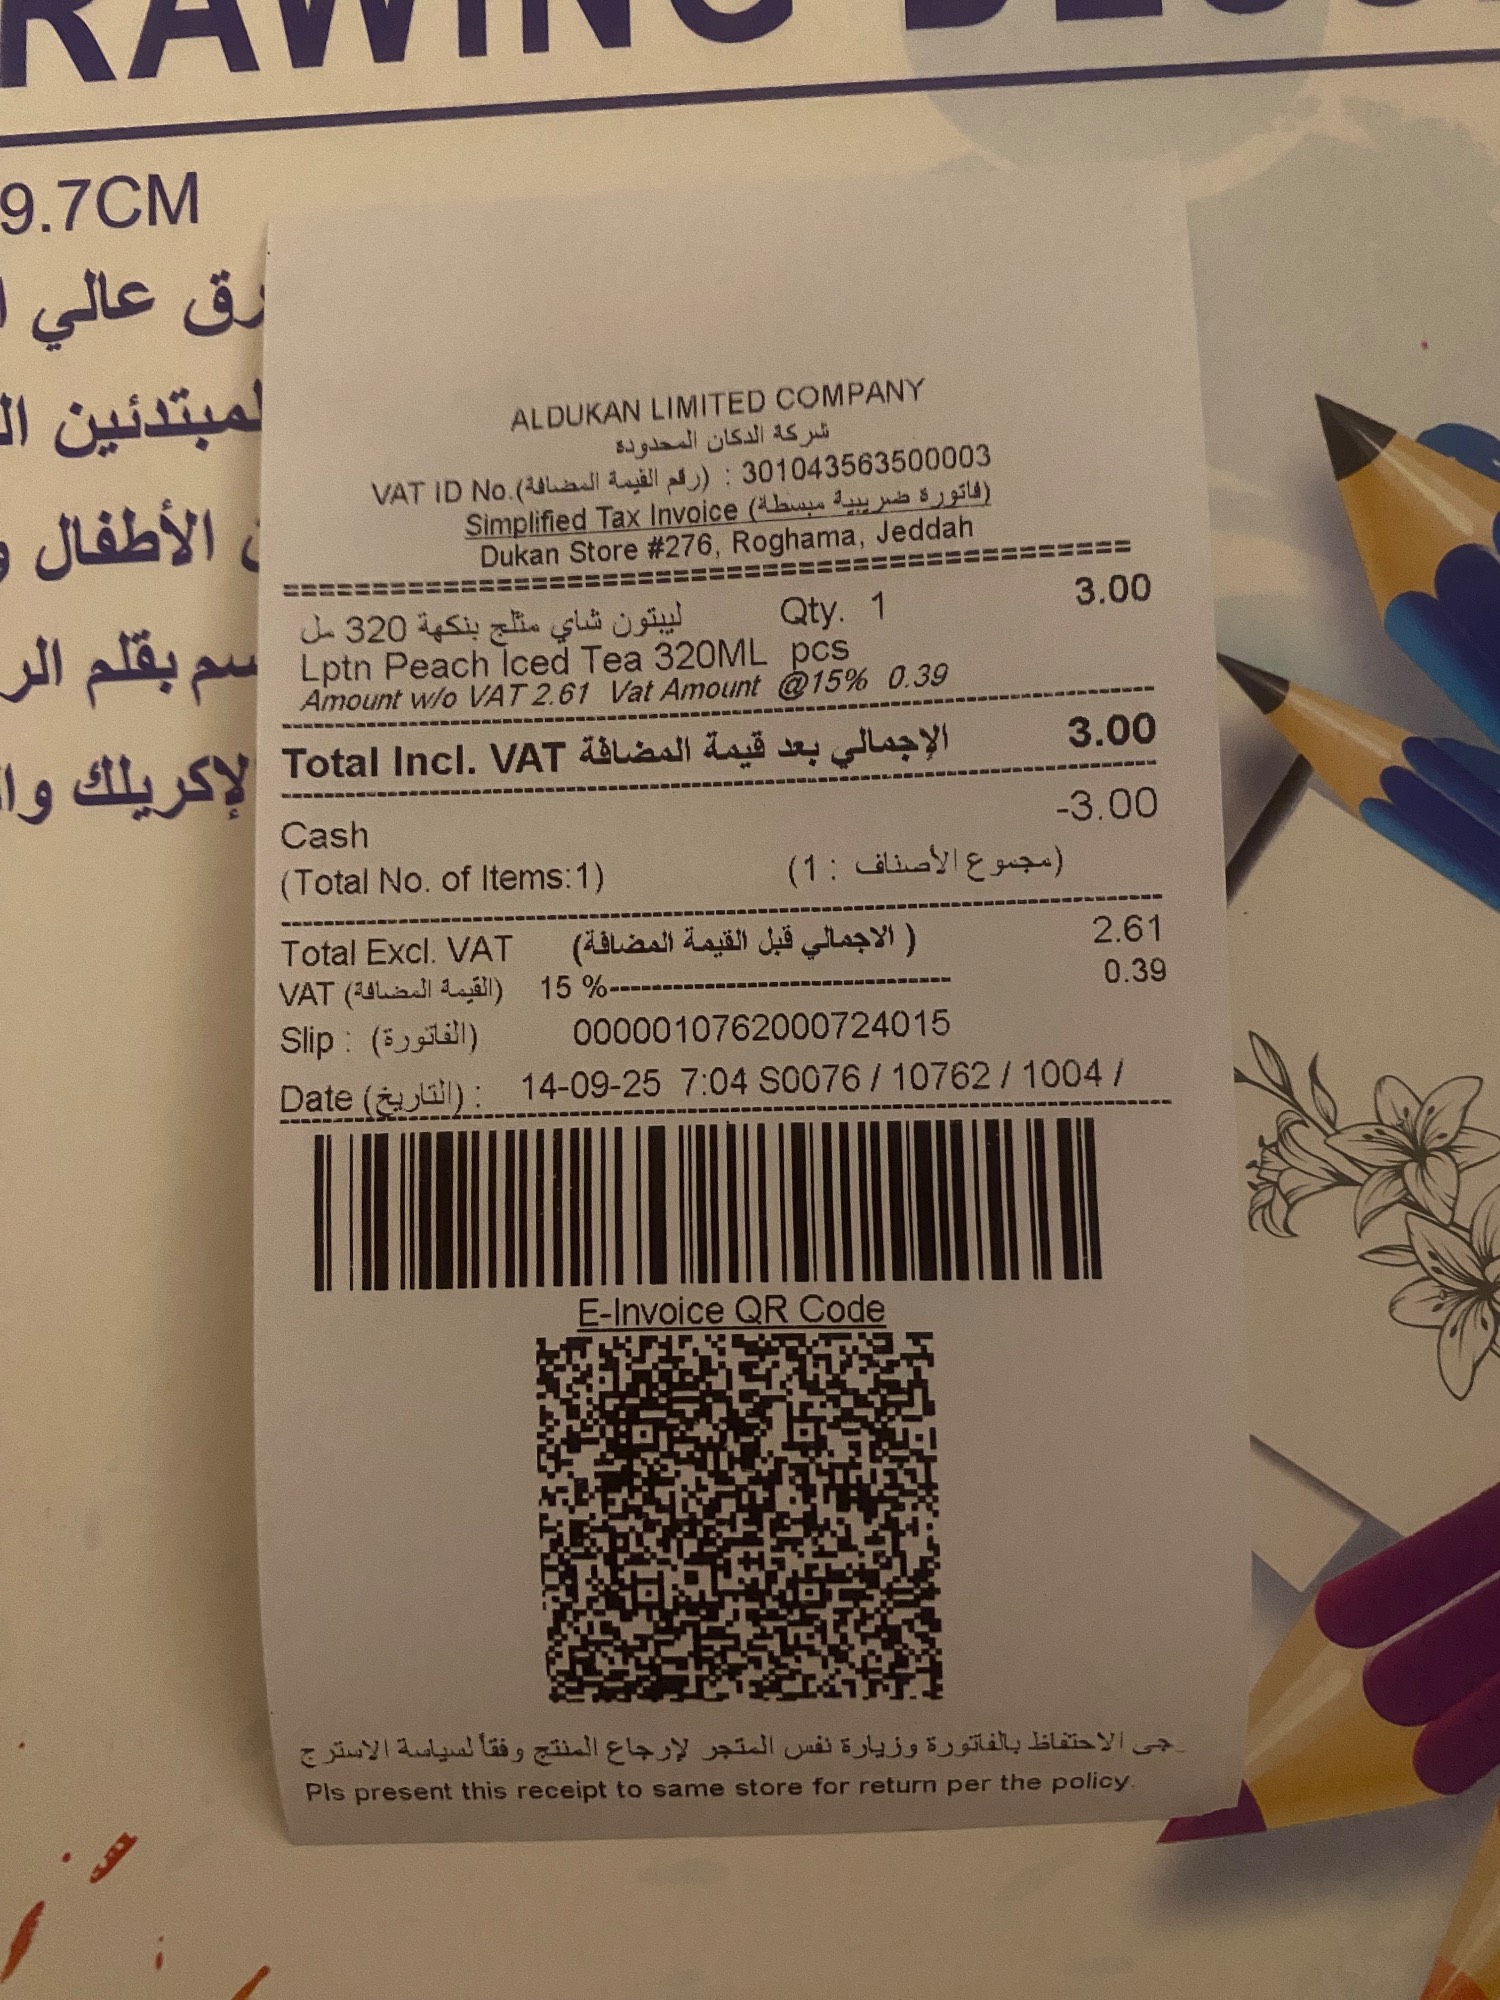 9.7CM
عالي
الأطفال
بقلم
ALDUKAN LIMITED COMPANY
شركة الدكان المحدودة
VAT ID No.(رقم القيمة المضافة) : 301043563500003
Simplified Tax Invoice (فاتورة ضريبية مبسطة)
Dukan Store #276, Roghama, Jeddah
================================================
ليبتون شاي مثلج بنكهة 320 مل Qty. 1 3.00
Lptn Peach Iced Tea 320ML pcs
Amount w/o VAT 2.61 Vat Amount @15% 0.39
Total Incl. VAT الإجمالي بعد قيمة المضافة 3.00
Cash -3.00
(Total No. of Items:1) (مجموع الأصناف : 1)
Total Excl. VAT (الاجمالي قبل القيمة المضافة ) 2.61
VAT (القيمة المضافة) 15 %------------------------------ 0.39
Slip : (الفاتورة) 0000010762000724015
Date (التاريخ) : 14-09-25 7:04 S0076 / 10762 / 1004 /
E-Invoice QR Code
الاحتفاظ بالفاتورة وزيارة نفس المتجر لإرجاع المنتج وفقاً لسياسة
Pls present this receipt to same store for return per the policy.